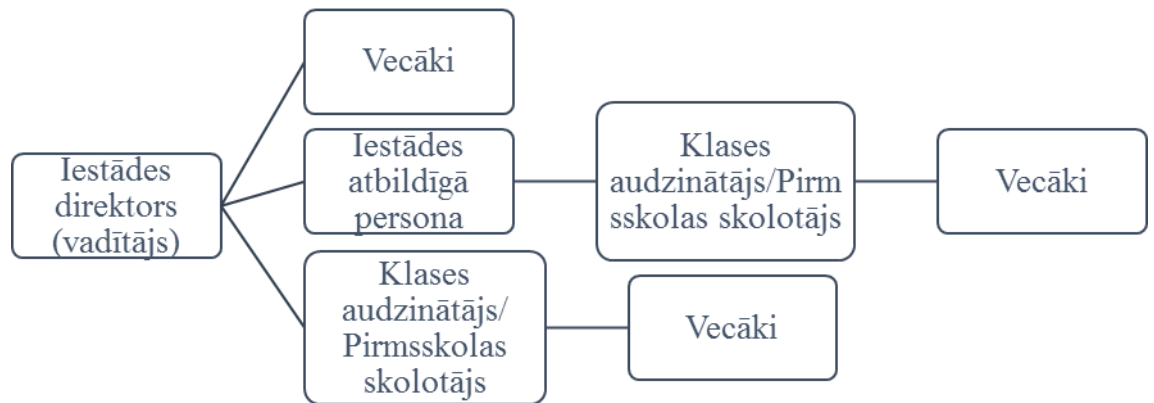 Iestādes
direktors
(vadītājs)
Vecāki
Iestādes
atbildīgā
persona
Klases
audzinātājs/Pirm
sskolas skolotājs
Vecāki
Klases
audzinātājs/
Pirmsskolas
skolotājs
Vecāki